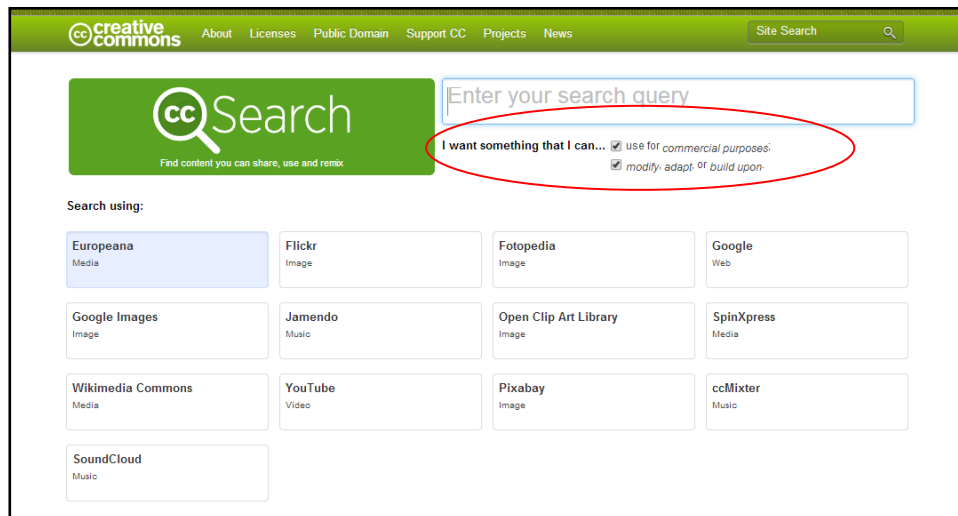 cc creative commons
About Licenses Public Domain Support CC Projects News
Site Search
cc Search
Find content you can share, use and remix
Enter your search query
I want something that I can... use for commercial purposes;
modify, adapt, or build upon.
Search using:
Europeana
Media
Flickr
Image
Fotopedia
Image
Google
Web
Google Images
Image
Jamendo
Music
Open Clip Art Library
Image
SpinXpress
Media
Wikimedia Commons
Media
YouTube
Video
Pixabay
Image
ccMixter
Music
SoundCloud
Music